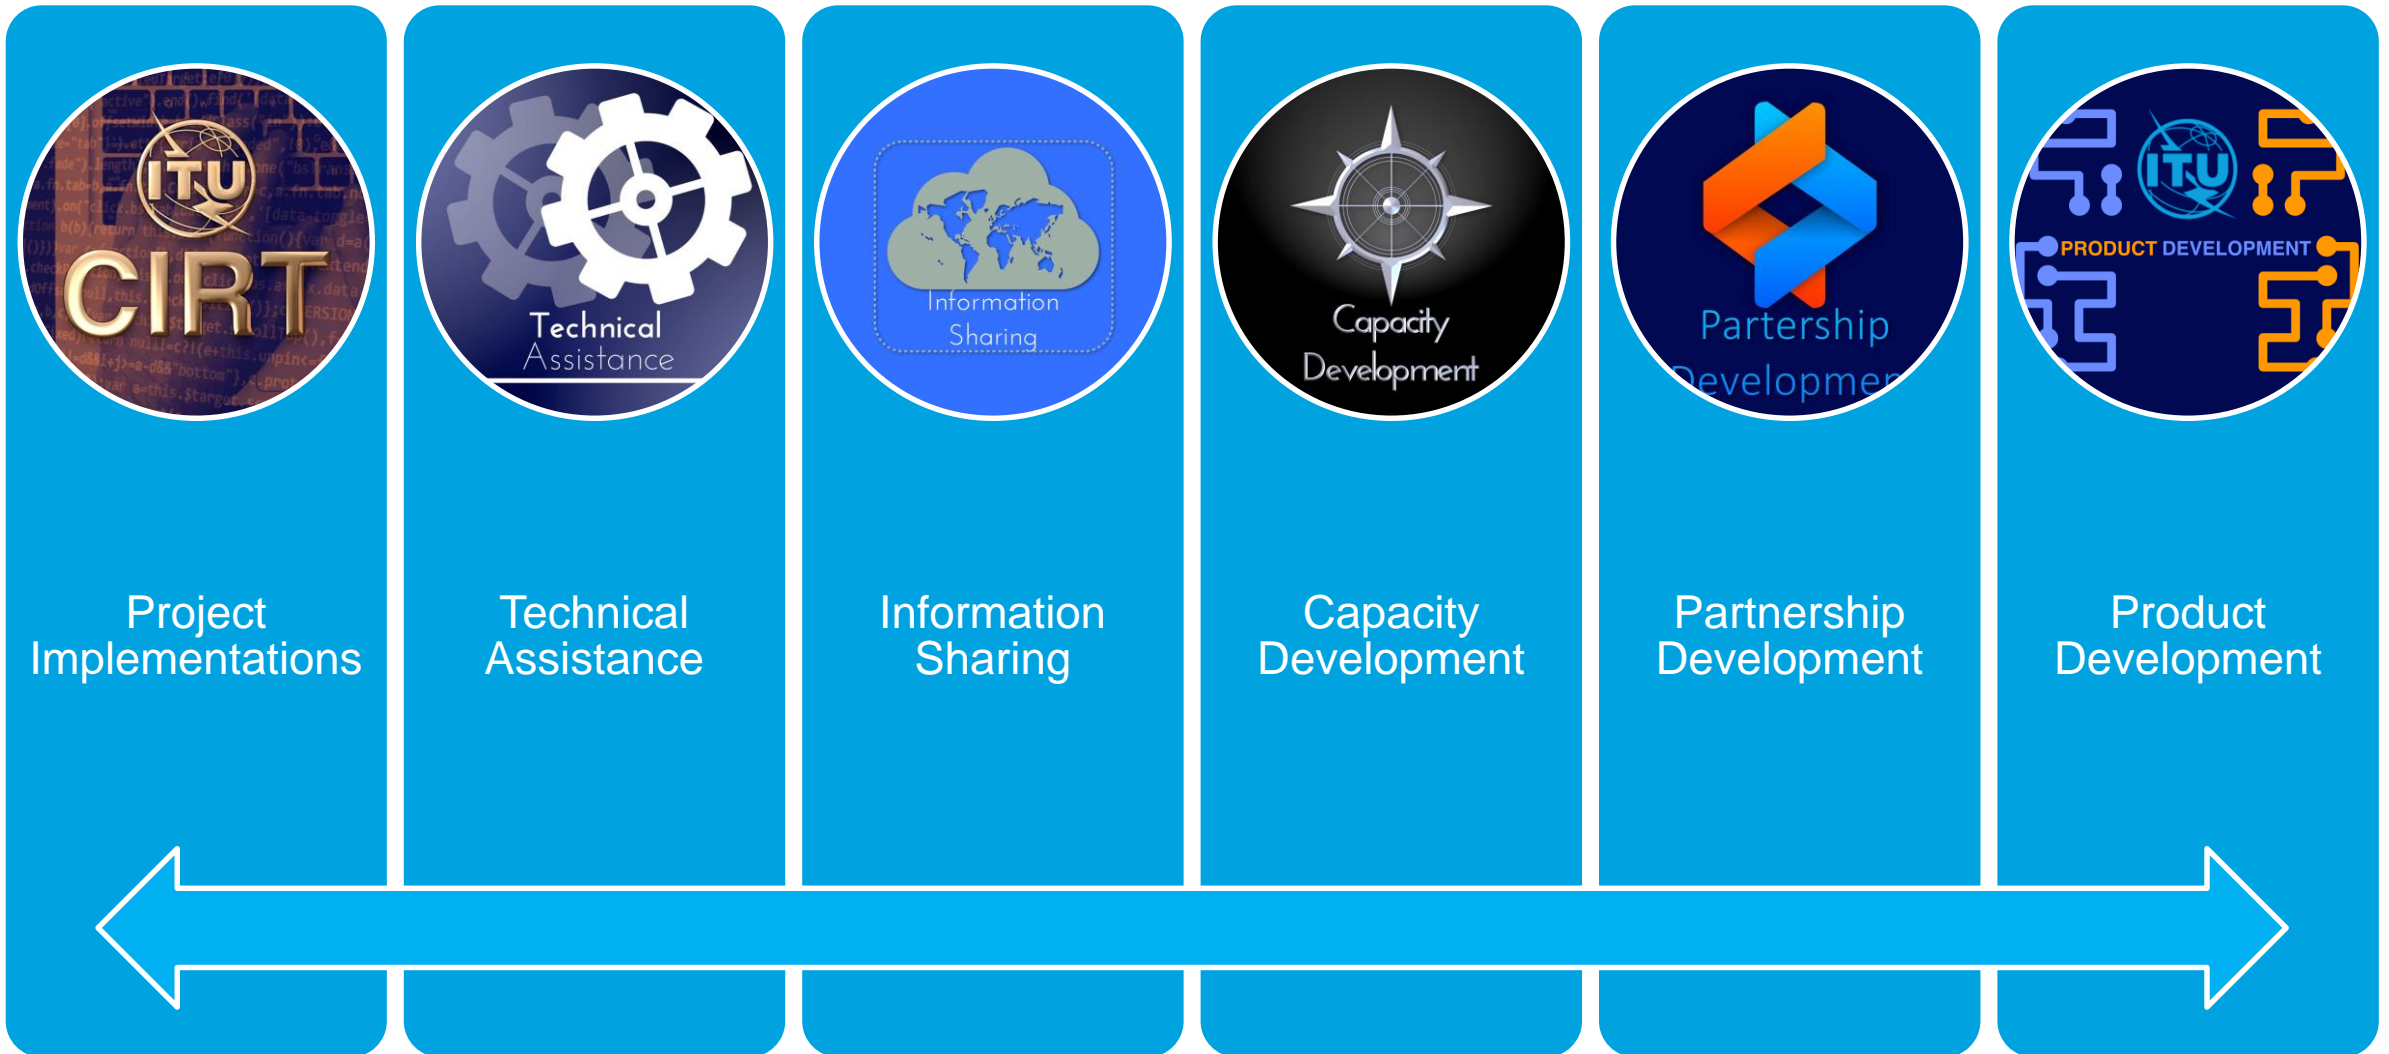 ITU
CIRT
Technical
Assistance
Information
Sharing
Capacity
Development
Partership
Developmen
ITU
PRODUCT DEVELOPMENT
Project
Implementations
Technical
Assistance
Information
Sharing
Capacity
Development
Partnership
Development
Product
Development